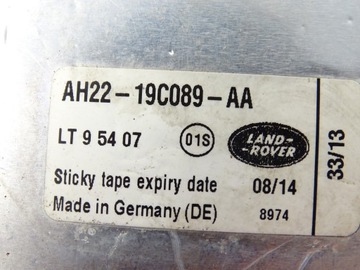 AH22-19C089-AA
LT 9 54 07 01S LAND-ROVER
Sticky tape expiry date 08/14
Made in Germany (DE) 8974
33/13